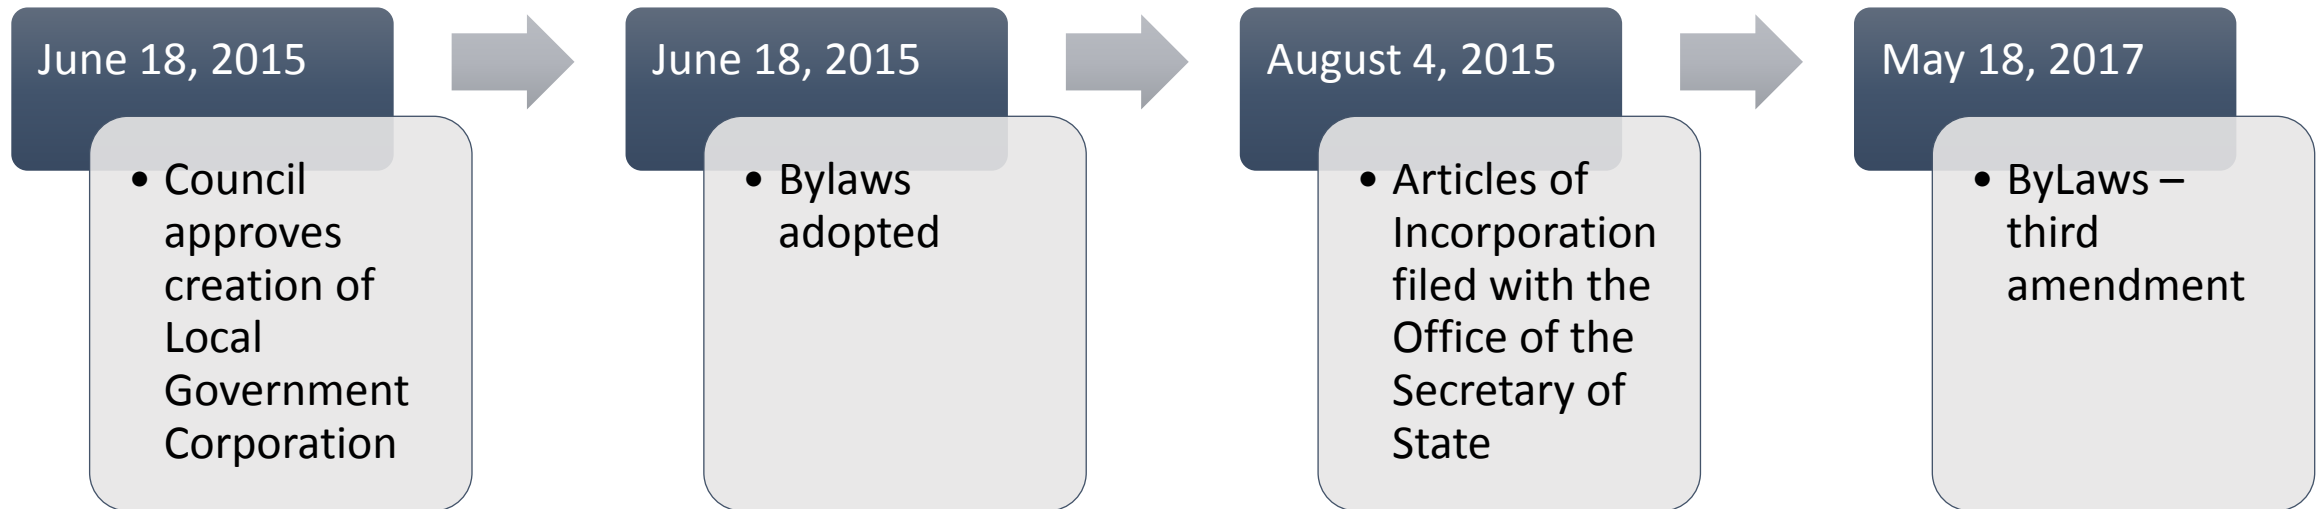 June 18, 2015
• Council
approves
creation of
Local
Government
Corporation
June 18, 2015
• Bylaws
adopted
August 4, 2015
• Articles of
Incorporation
filed with the
Office of the
Secretary of
State
May 18, 2017
• ByLaws –
third
amendment